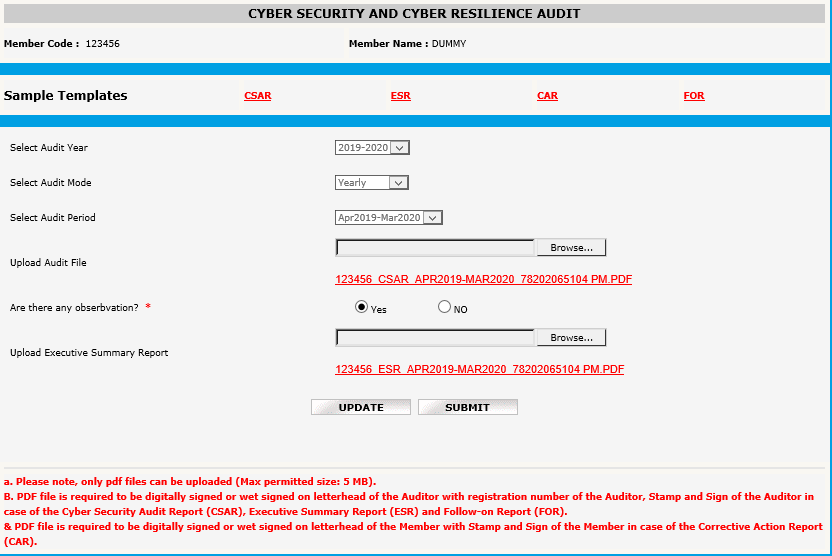 CYBER SECURITY AND CYBER RESILIENCE AUDIT
Member Code : 123456 Member Name : DUMMY
Sample Templates CSAR ESR CAR FOR
Select Audit Year 2019-2020
Select Audit Mode Yearly
Select Audit Period Apr2019-Mar2020
Browse...
Upload Audit File
123456_CSAR_APR2019-MAR2020_78202065104 PM.PDF
Are there any obserbvation? * Yes NO
Browse...
Upload Executive Summary Report
123456_ESR_APR2019-MAR2020_78202065104 PM.PDF
UPDATE SUBMIT
a. Please note, only pdf files can be uploaded (Max permitted size: 5 MB).
B. PDF file is required to be digitally signed or wet signed on letterhead of the Auditor with registration number of the Auditor, Stamp and Sign of the Auditor in
case of the Cyber Security Audit Report (CSAR), Executive Summary Report (ESR) and Follow-on Report (FOR).
& PDF file is required to be digitally signed or wet signed on letterhead of the Member with Stamp and Sign of the Member in case of the Corrective Action Report
(CAR).